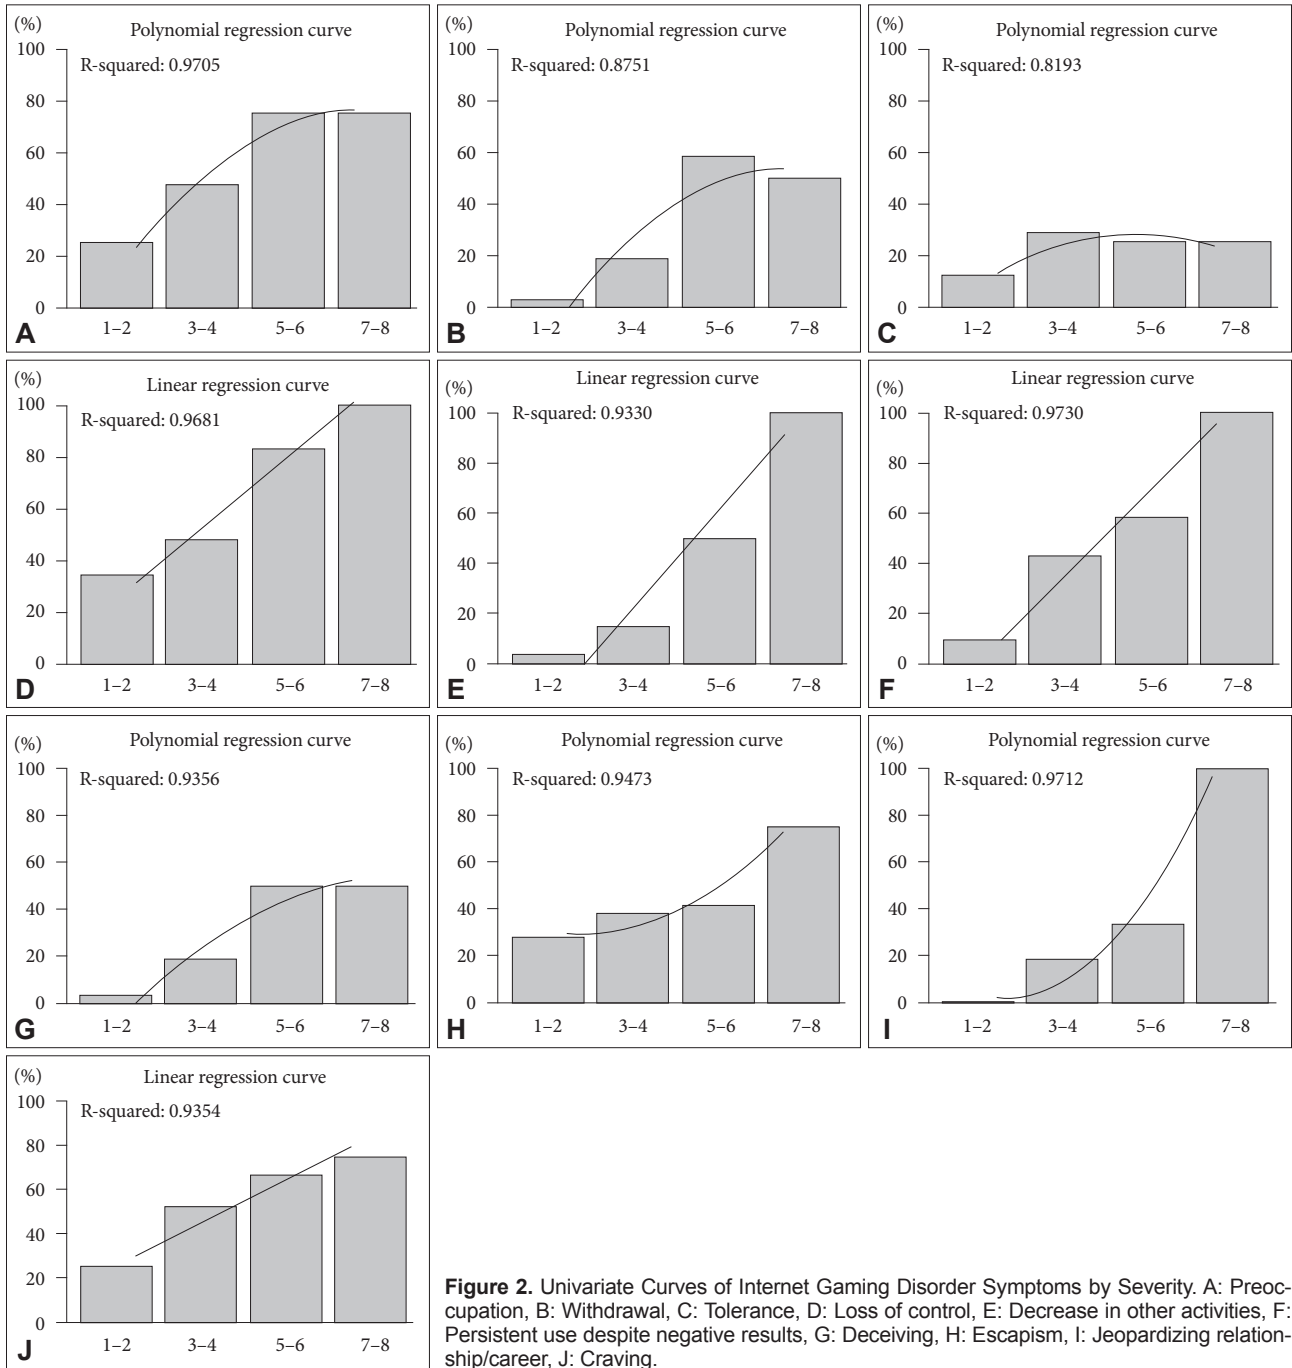 (%)
Polynomial regression curve
R-squared: 0.9705
100
80
60
40
20
0
1–2 3–4 5–6 7–8
A
(%)
Polynomial regression curve
R-squared: 0.8751
100
80
60
40
20
0
1–2 3–4 5–6 7–8
B
(%)
Polynomial regression curve
R-squared: 0.8193
100
80
60
40
20
0
1–2 3–4 5–6 7–8
C
(%)
Linear regression curve
R-squared: 0.9681
100
80
60
40
20
0
1–2 3–4 5–6 7–8
D
(%)
Linear regression curve
R-squared: 0.9330
100
80
60
40
20
0
1–2 3–4 5–6 7–8
E
(%)
Linear regression curve
R-squared: 0.9730
100
80
60
40
20
0
1–2 3–4 5–6 7–8
F
(%)
Polynomial regression curve
R-squared: 0.9356
100
80
60
40
20
0
1–2 3–4 5–6 7–8
G
(%)
Polynomial regression curve
R-squared: 0.9473
100
80
60
40
20
0
1–2 3–4 5–6 7–8
H
(%)
Polynomial regression curve
R-squared: 0.9712
100
80
60
40
20
0
1–2 3–4 5–6 7–8
I
(%)
Linear regression curve
R-squared: 0.9354
100
80
60
40
20
0
1–2 3–4 5–6 7–8
J
Figure 2. Univariate Curves of Internet Gaming Disorder Symptoms by Severity. A: Preoc-
cupation, B: Withdrawal, C: Tolerance, D: Loss of control, E: Decrease in other activities, F:
Persistent use despite negative results, G: Deceiving, H: Escapism, I: Jeopardizing relation-
ship/career, J: Craving.